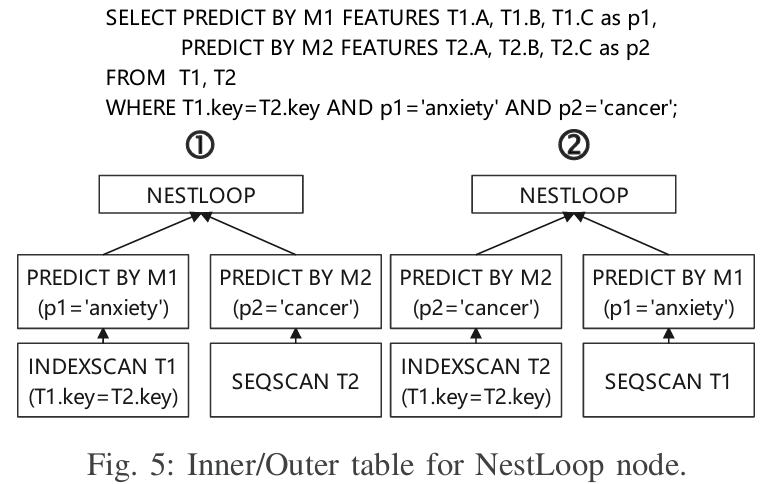 SELECT PREDICT BY M1 FEATURES T1.A, T1.B, T1.C as p1,
PREDICT BY M2 FEATURES T2.A, T2.B, T2.C as p2
FROM T1, T2
WHERE T1.key=T2.key AND p1='anxiety' AND p2='cancer';
①
NESTLOOP
PREDICT BY M1
(p1='anxiety')
PREDICT BY M2
(p2='cancer')
INDEXSCAN T1
(T1.key=T2.key)
SEQSCAN T2
②
NESTLOOP
PREDICT BY M2
(p2='cancer')
PREDICT BY M1
(p1='anxiety')
INDEXSCAN T2
(T1.key=T2.key)
SEQSCAN T1
Fig. 5: Inner/Outer table for NestLoop node.